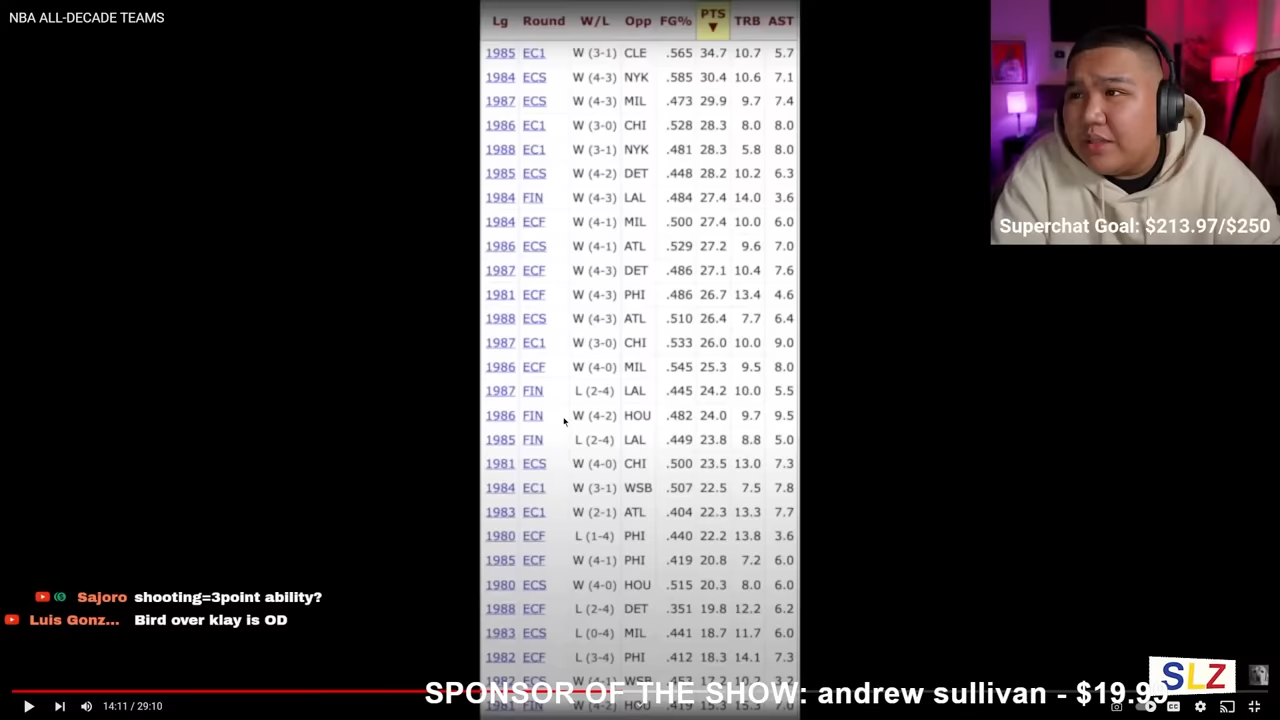 NBA ALL-DECADE TEAMS
Lg Round W/L Opp FG% PTS ▼ TRB AST
1985 EC1 W (3-1) CLE .565 34.7 10.7 5.7
1984 ECS W (4-3) NYK .585 30.4 10.6 7.1
1987 ECS W (4-3) MIL .473 29.9 9.7 7.4
1986 EC1 W (3-0) CHI .528 28.3 8.0 8.0
1988 EC1 W (3-1) NYK .481 28.3 5.8 8.0
1985 ECS W (4-2) DET .448 28.2 10.2 6.3
1984 FIN W (4-3) LAL .484 27.4 14.0 3.6
1984 ECF W (4-1) MIL .500 27.4 10.0 6.0
1986 ECS W (4-1) ATL .529 27.2 9.6 7.0
1987 ECF W (4-3) DET .486 27.1 10.4 7.6
1981 ECF W (4-3) PHI .486 26.7 13.4 4.6
1988 ECS W (4-3) ATL .510 26.4 7.7 6.4
1987 EC1 W (3-0) CHI .533 26.0 10.0 9.0
1986 ECF W (4-0) MIL .545 25.3 9.5 8.0
1987 FIN L (2-4) LAL .445 24.2 10.0 5.5
1986 FIN W (4-2) HOU .482 24.0 9.7 9.5
1985 FIN L (2-4) LAL .449 23.8 8.8 5.0
1981 ECS W (4-0) CHI .500 23.5 13.0 7.3
1984 EC1 W (3-1) WSB .507 22.5 7.5 7.8
1983 EC1 W (2-1) ATL .404 22.3 13.3 7.7
1980 ECF L (1-4) PHI .440 22.2 13.8 3.6
1985 ECF W (4-1) PHI .419 20.8 7.2 6.0
1980 ECS W (4-0) HOU .515 20.3 8.0 6.0
1988 ECF L (2-4) DET .351 19.8 12.2 6.2
1983 ECS L (0-4) MIL .441 18.7 11.7 6.0
1982 ECF L (3-4) PHI .412 18.3 14.1 7.3
1981 FIN W (4-2) HOU .419 15.3 15.3 7.0
Superchat Goal: $213.97/$250
Sajoro shooting=3point ability?
Luis Gonz... Bird over klay is OD
SLZ
SPONSOR OF THE SHOW: andrew sullivan - $19.99
14:11 / 29:10